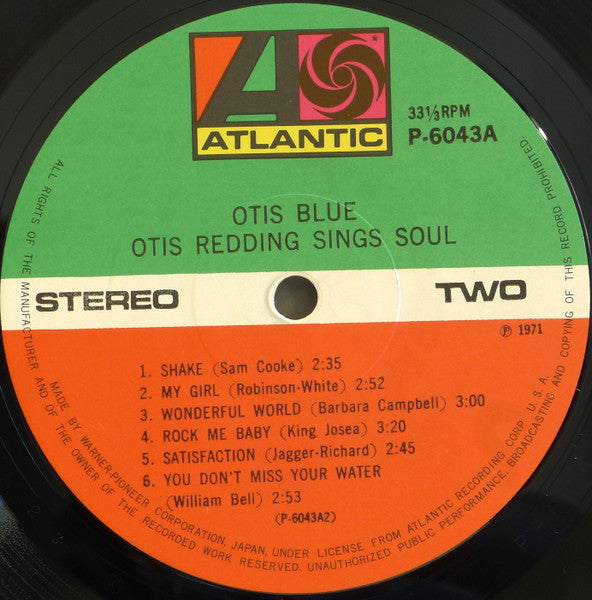 ATLANTIC
33⅓RPM
P-6043A
OTIS BLUE
OTIS REDDING SINGS SOUL
STEREO
TWO
℗ 1971
1. SHAKE (Sam Cooke) 2:35
2. MY GIRL (Robinson-White) 2:52
3. WONDERFUL WORLD (Barbara Campbell) 3:00
4. ROCK ME BABY (King Josea) 3:20
5. SATISFACTION (Jagger-Richard) 2:45
6. YOU DON'T MISS YOUR WATER
(William Bell) 2:53
(P-6043A2)
ALL RIGHTS OF THE MANUFACTURER AND OF THE OWNER OF THE RECORDED WORK RESERVED. UNAUTHORIZED PUBLIC PERFORMANCE, BROADCASTING AND COPYING OF THIS RECORD PROHIBITED.
MADE BY WARNER-PIONEER CORPORATION, JAPAN, UNDER LICENSE FROM ATLANTIC RECORDING CORP. U.S.A.